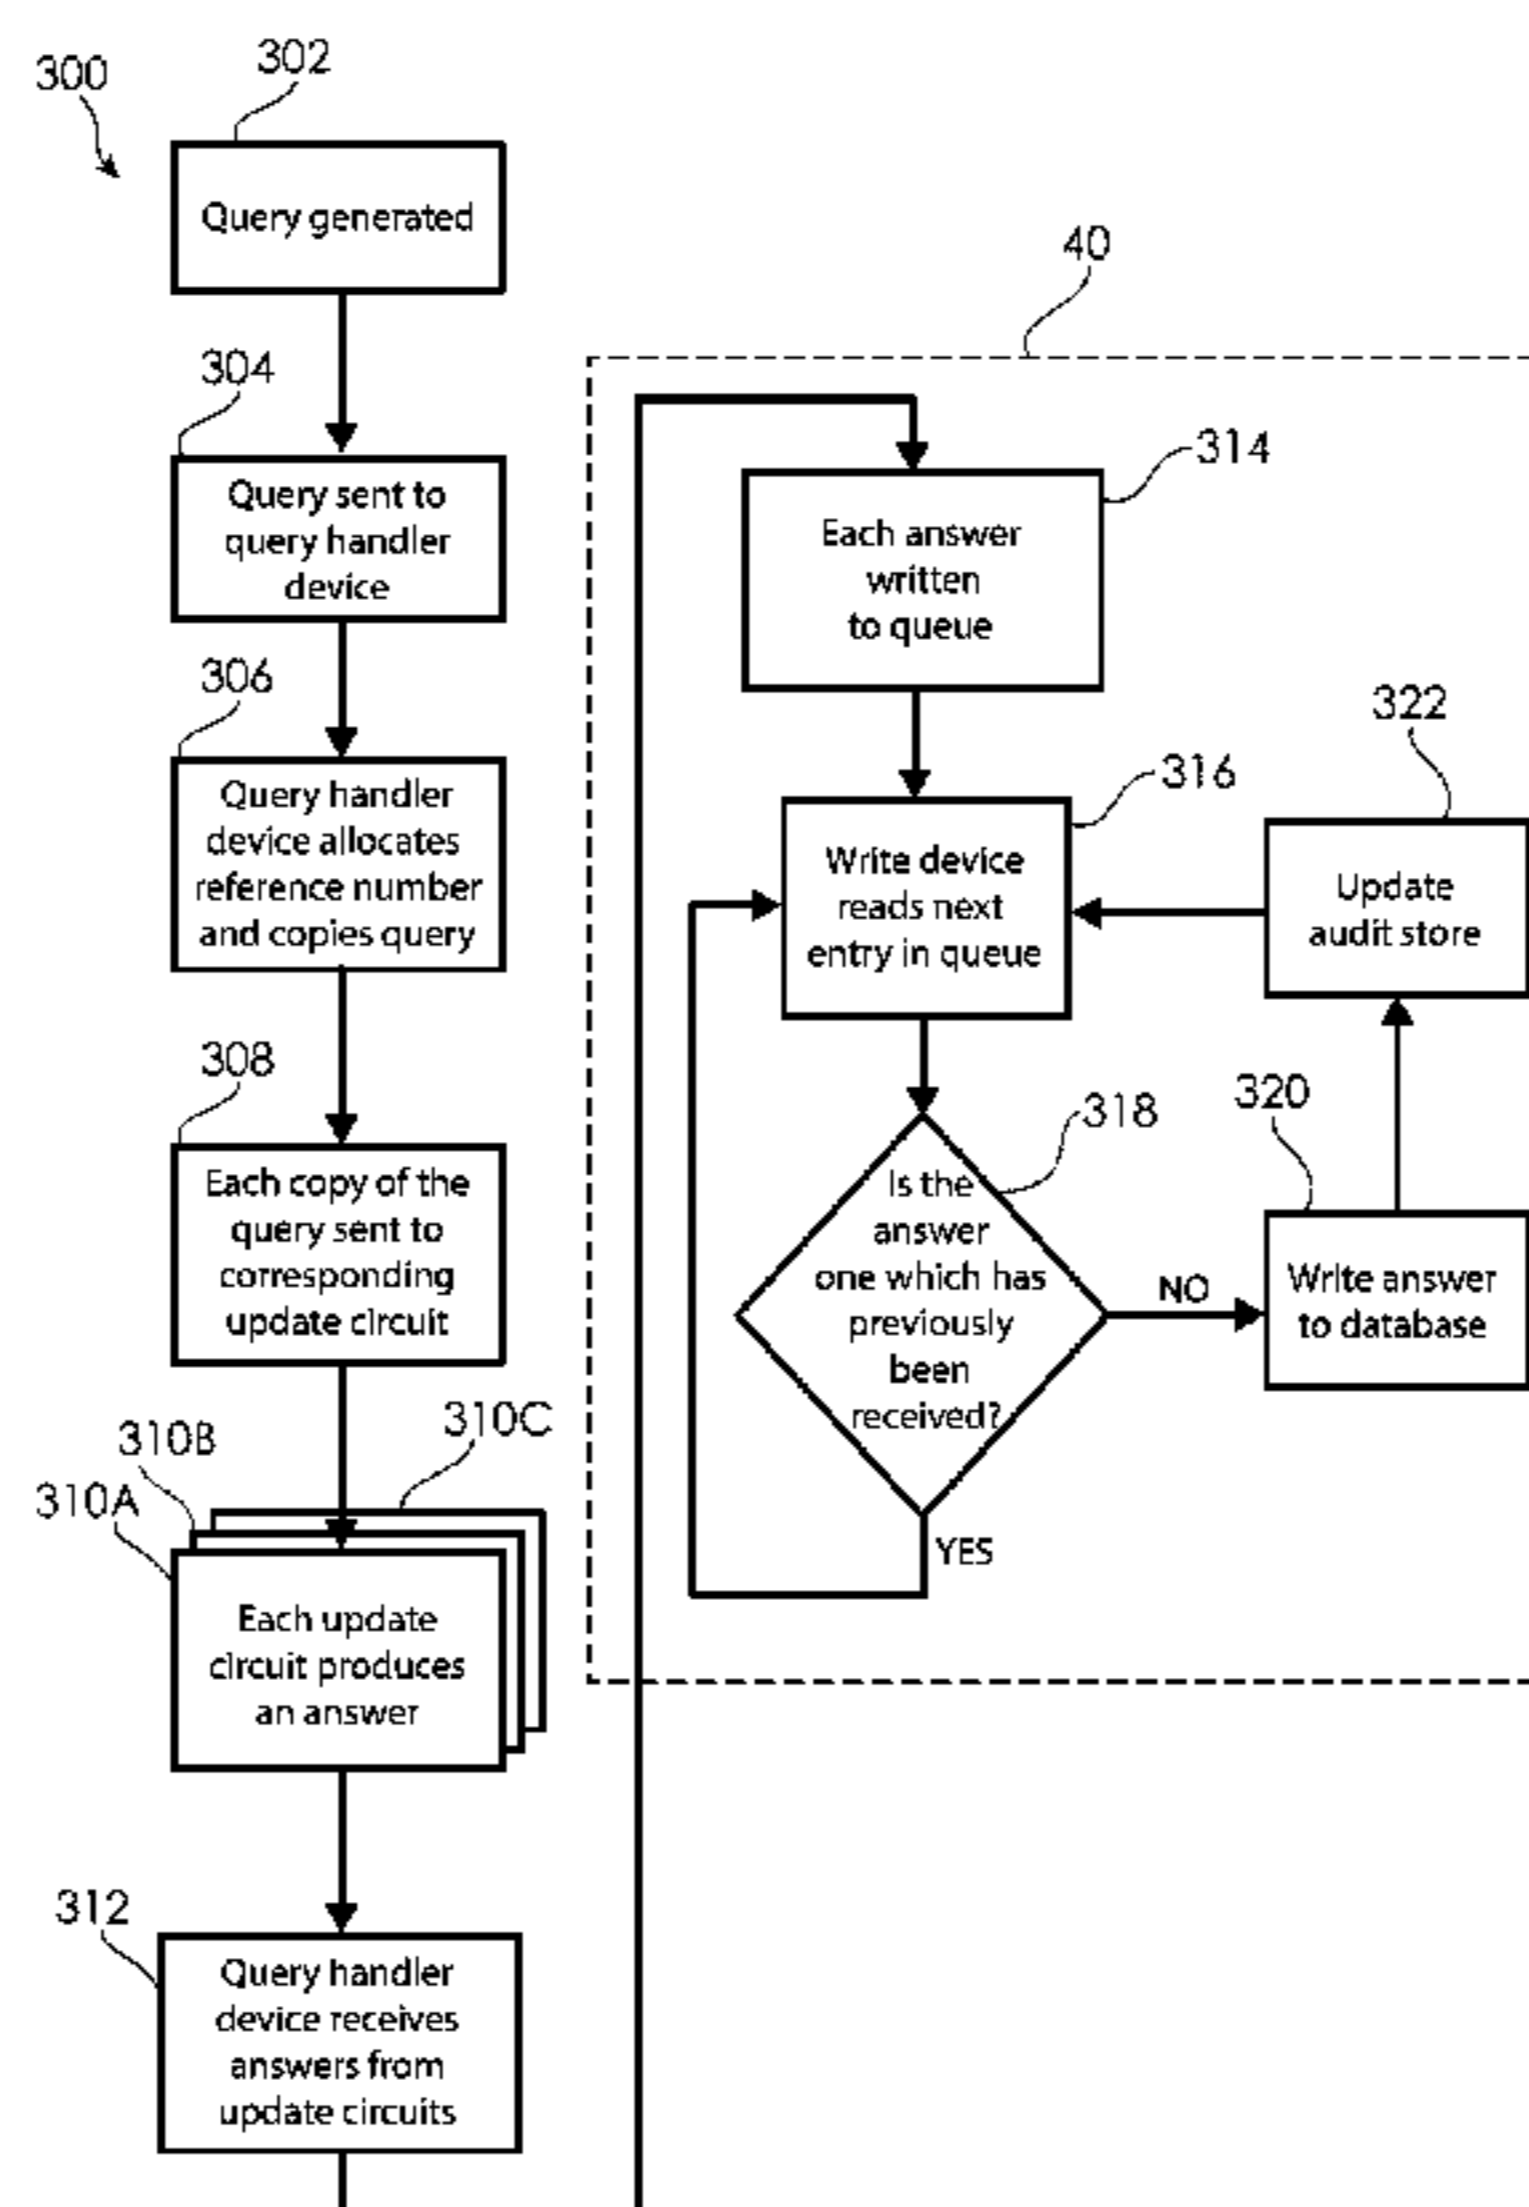 300
302
Query generated
304
Query sent to
query handler
device
306
Query handler
device allocates
reference number
and copies query
308
Each copy of the
query sent to
corresponding
update circuit
310B
310C
310A
Each update
circuit produces
an answer
312
Query handler
device receives
answers from
update circuits
40
314
Each answer
written
to queue
316
Write device
reads next
entry in queue
318
Is the
answer
one which has
previously
been
received?
YES
NO
320
Write answer
to database
322
Update
audit store